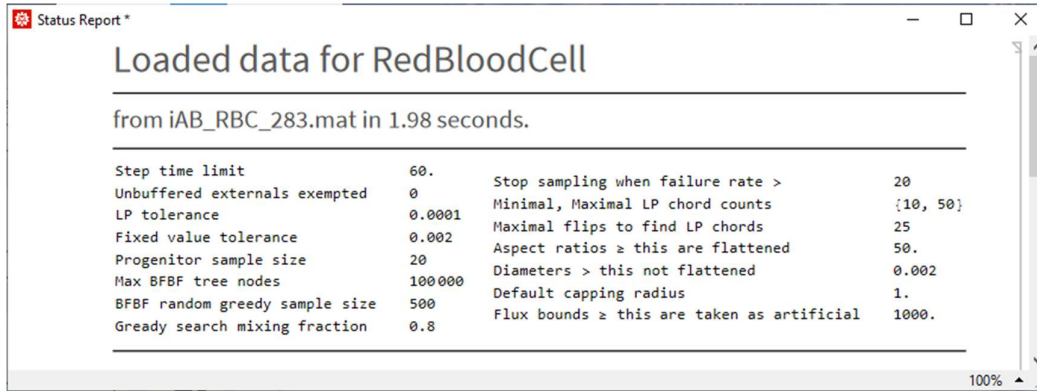 Status Report *
Loaded data for RedBloodCell
from iAB_RBC_283.mat in 1.98 seconds.
Step time limit 60.
Unbuffered externals exempted 0
LP tolerance 0.0001
Fixed value tolerance 0.002
Progenitor sample size 20
Max BFBF tree nodes 100 000
BFBF random greedy sample size 500
Gready search mixing fraction 0.8
Stop sampling when failure rate > 20
Minimal, Maximal LP chord counts {10, 50}
Maximal flips to find LP chords 25
Aspect ratios ≥ this are flattened 50.
Diameters > this not flattened 0.002
Default capping radius 1.
Flux bounds ≥ this are taken as artificial 1000.
100%